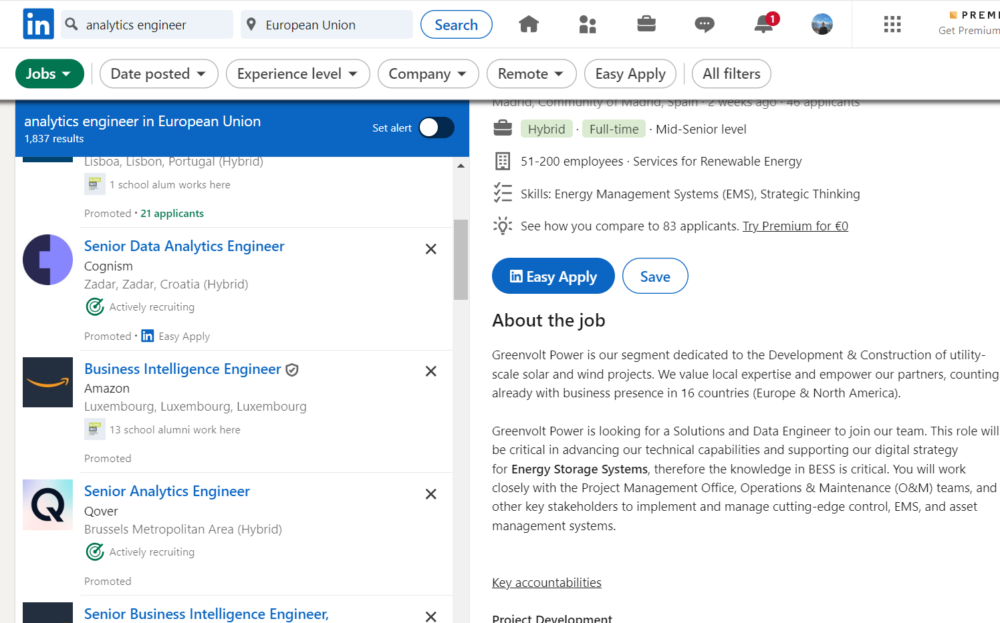 in analytics engineer European Union Search 1 PREMI
Get Premium
Jobs Date posted Experience level Company Remote Easy Apply All filters
analytics engineer in European Union
1,837 results
Set alert
Lisboa, Lisbon, Portugal (Hybrid)
1 school alum works here
Promoted · 21 applicants
Senior Data Analytics Engineer
Cognism
Zadar, Zadar, Croatia (Hybrid)
Actively recruiting
Promoted · in Easy Apply
Business Intelligence Engineer
Amazon
Luxembourg, Luxembourg, Luxembourg
13 school alumni work here
Promoted
Senior Analytics Engineer
Qover
Brussels Metropolitan Area (Hybrid)
Actively recruiting
Promoted
Senior Business Intelligence Engineer,
Madrid, Community of Madrid, Spain · 2 weeks ago · 46 applicants
Hybrid · Full-time · Mid-Senior level
51-200 employees · Services for Renewable Energy
Skills: Energy Management Systems (EMS), Strategic Thinking
See how you compare to 83 applicants. Try Premium for €0
in Easy Apply Save
About the job
Greenvolt Power is our segment dedicated to the Development & Construction of utility-
scale solar and wind projects. We value local expertise and empower our partners, counting
already with business presence in 16 countries (Europe & North America).
Greenvolt Power is looking for a Solutions and Data Engineer to join our team. This role will
be critical in advancing our technical capabilities and supporting our digital strategy
for Energy Storage Systems, therefore the knowledge in BESS is critical. You will work
closely with the Project Management Office, Operations & Maintenance (O&M) teams, and
other key stakeholders to implement and manage cutting-edge control, EMS, and asset
management systems.
Key accountabilities
Project Development